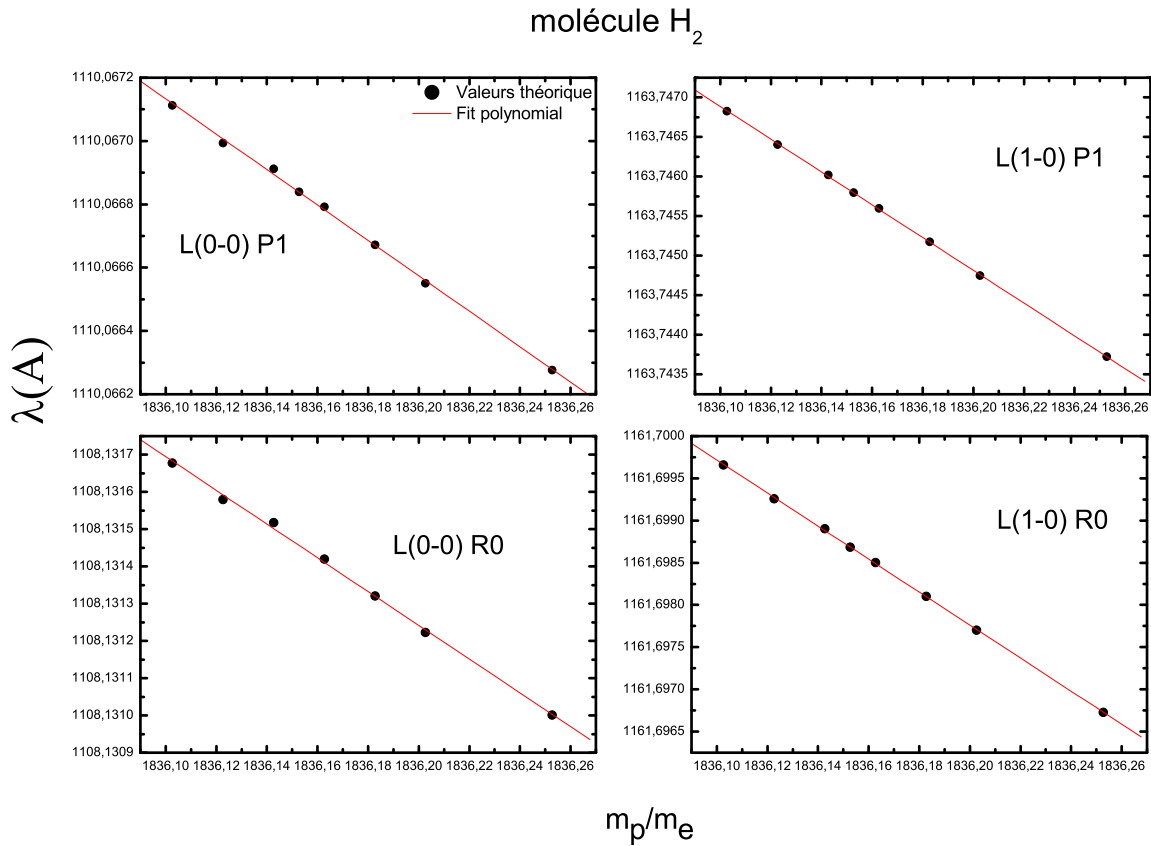 molécule H2
λ(A)
1110,0672
1110,0670
1110,0668
1110,0666
1110,0664
1110,0662
Valeurs théorique
Fit polynomial
L(0-0) P1
1836,10 1836,12 1836,14 1836,16 1836,18 1836,20 1836,22 1836,24 1836,26
1163,7470
1163,7465
1163,7460
1163,7455
1163,7450
1163,7445
1163,7440
1163,7435
L(1-0) P1
1836,10 1836,12 1836,14 1836,16 1836,18 1836,20 1836,22 1836,24 1836,26
1108,1317
1108,1316
1108,1315
1108,1314
1108,1313
1108,1312
1108,1311
1108,1310
1108,1309
L(0-0) R0
1836,10 1836,12 1836,14 1836,16 1836,18 1836,20 1836,22 1836,24 1836,26
1161,7000
1161,6995
1161,6990
1161,6985
1161,6980
1161,6975
1161,6970
1161,6965
L(1-0) R0
1836,10 1836,12 1836,14 1836,16 1836,18 1836,20 1836,22 1836,24 1836,26
mp/me